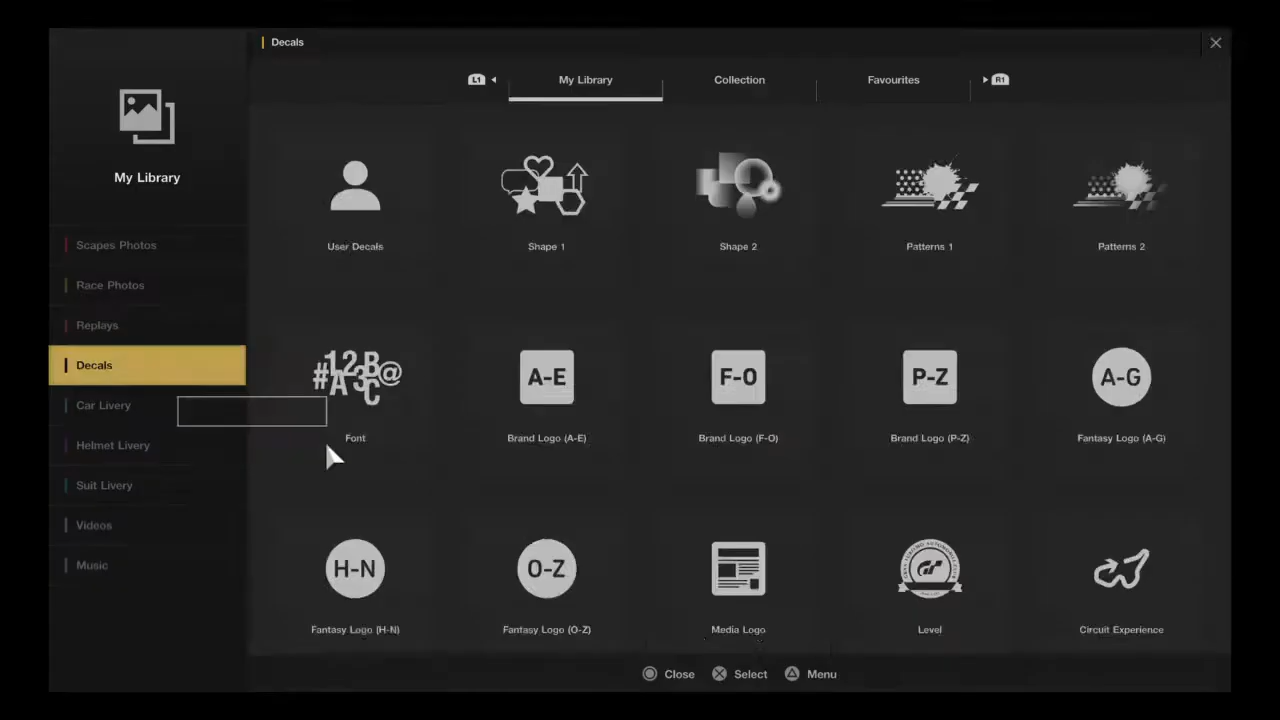 Decals
My Library
L1
My Library
Collection
Favourites
R1
Scapes Photos
Race Photos
Replays
Decals
Car Livery
Helmet Livery
Suit Livery
Videos
Music
User Decals
Shape 1
Shape 2
Patterns 1
Patterns 2
#123BC@
A
Font
A-E
Brand Logo (A-E)
F-O
Brand Logo (F-O)
P-Z
Brand Logo (P-Z)
A-G
Fantasy Logo (A-G)
H-N
Fantasy Logo (H-N)
O-Z
Fantasy Logo (O-Z)
Media Logo
Level
Circuit Experience
Close
Select
Menu